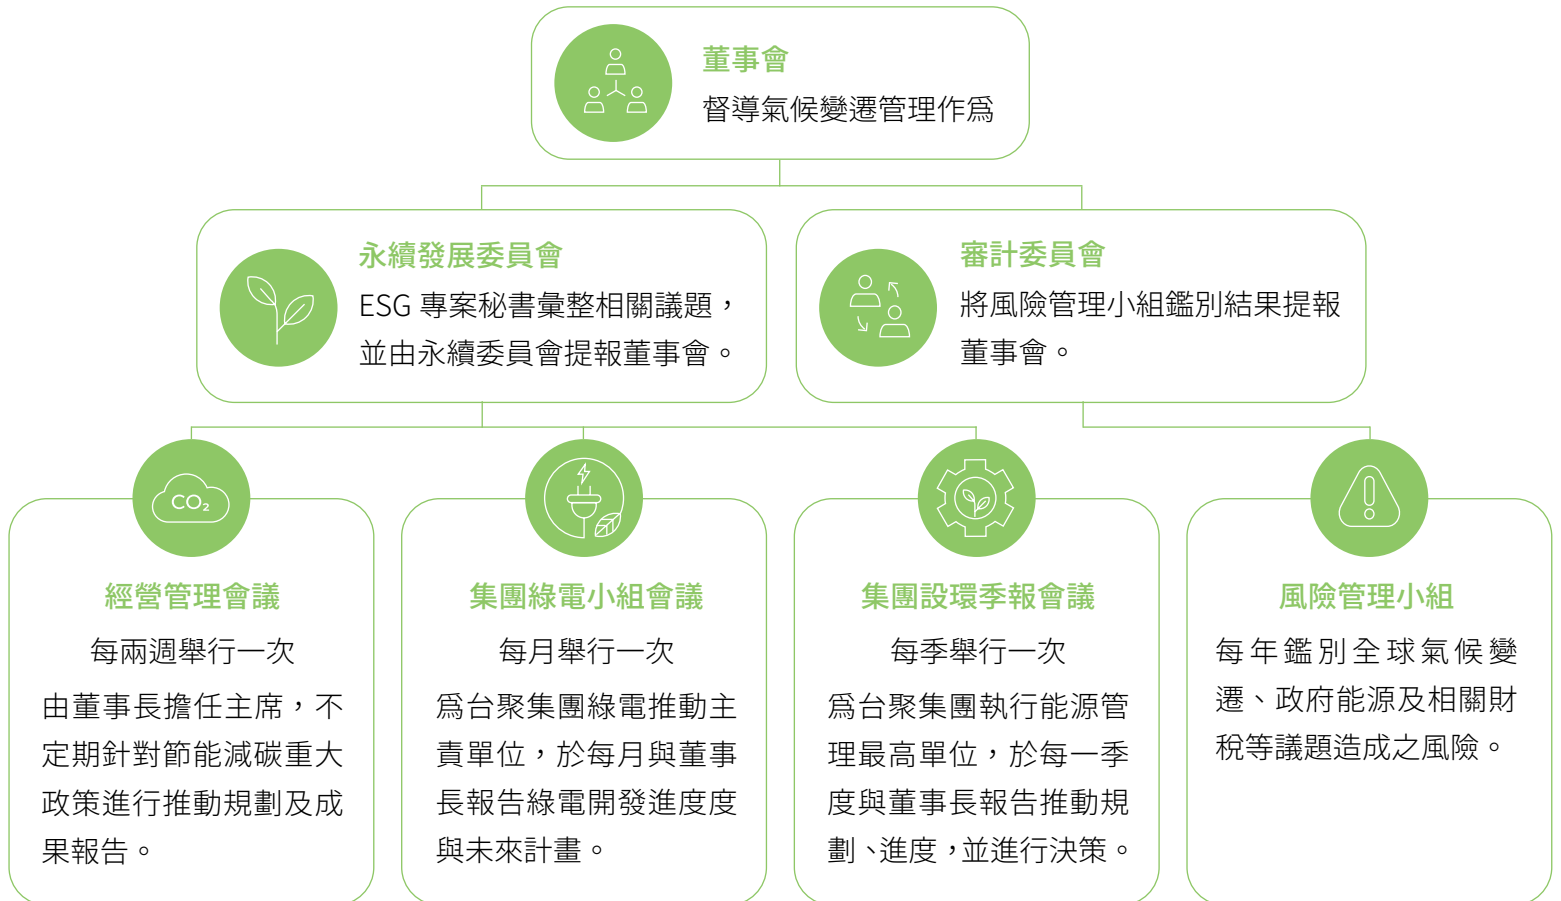 董事會
督導氣候變遷管理作爲
永續發展委員會
ESG 專案秘書彙整相關議題，
並由永續委員會提報董事會。
審計委員會
將風險管理小組鑑別結果提報
董事會。
CO₂
經營管理會議
每兩週舉行一次
由董事長擔任主席，不
定期針對節能減碳重大
政策進行推動規劃及成
果報告。
集團綠電小組會議
每月舉行一次
爲台聚集團綠電推動主
責單位，於每月與董事
長報告綠電開發進度度
與未來計畫。
集團設環季報會議
每季舉行一次
爲台聚集團執行能源管
理最高單位，於每一季
度與董事長報告推動規
劃、進度，並進行決策。
風險管理小組
每年鑑別全球氣候變
遷、政府能源及相關財
稅等議題造成之風險。